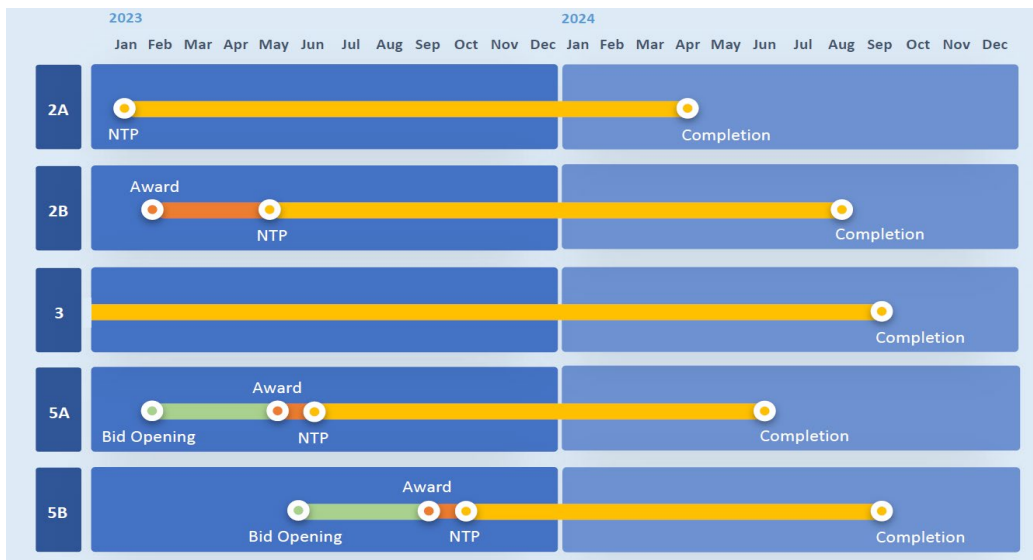 2023 2024
Jan Feb Mar Apr May Jun Jul Aug Sep Oct Nov Dec Jan Feb Mar Apr May Jun Jul Aug Sep Oct Nov Dec
2A
NTP Completion
Award
2B
NTP Completion
3
Completion
Award
5A
Bid Opening NTP Completion
Award
5B
Bid Opening NTP Completion